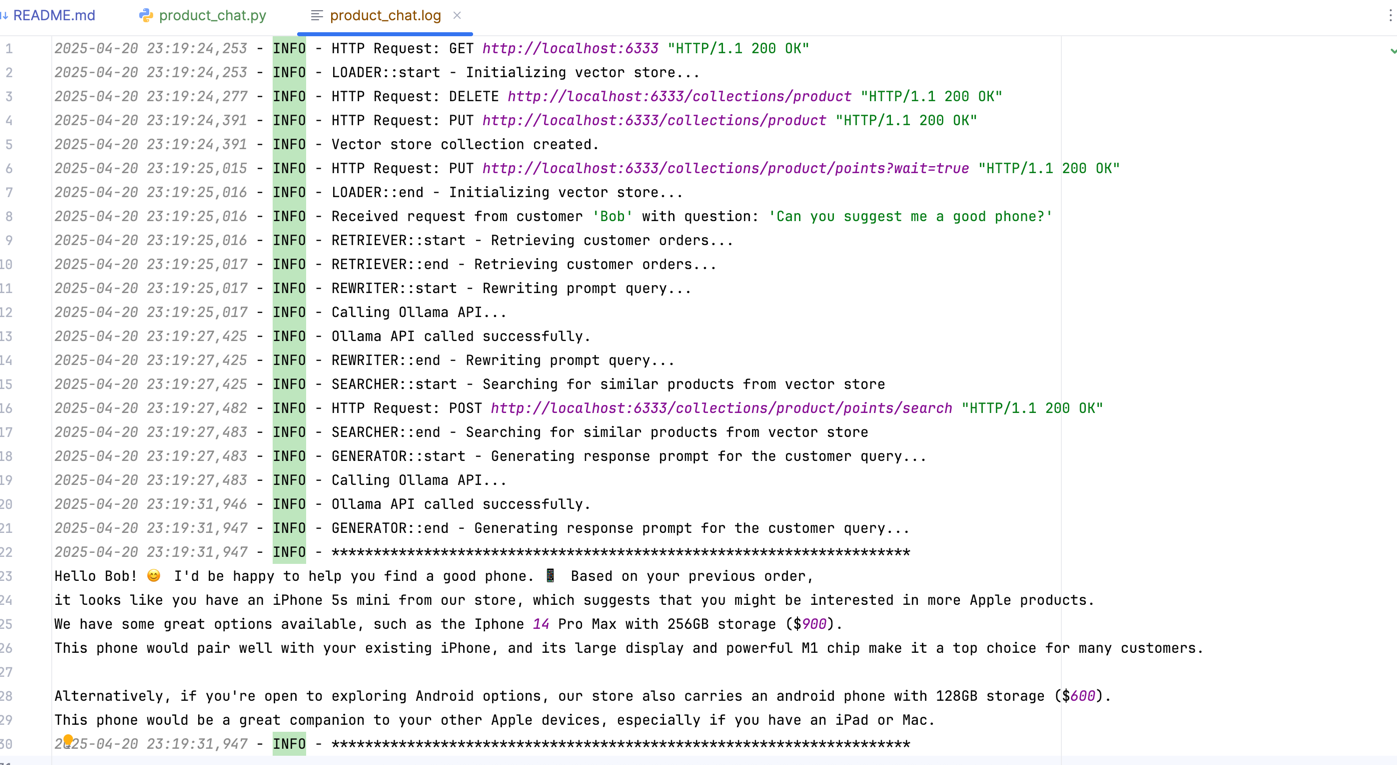 README.md product_chat.py product_chat.log
1 2025-04-20 23:19:24,253 - INFO - HTTP Request: GET http://localhost:6333 "HTTP/1.1 200 OK"
2 2025-04-20 23:19:24,253 - INFO - LOADER::start - Initializing vector store...
3 2025-04-20 23:19:24,277 - INFO - HTTP Request: DELETE http://localhost:6333/collections/product "HTTP/1.1 200 OK"
4 2025-04-20 23:19:24,391 - INFO - HTTP Request: PUT http://localhost:6333/collections/product "HTTP/1.1 200 OK"
5 2025-04-20 23:19:24,391 - INFO - Vector store collection created.
6 2025-04-20 23:19:25,015 - INFO - HTTP Request: PUT http://localhost:6333/collections/product/points?wait=true "HTTP/1.1 200 OK"
7 2025-04-20 23:19:25,016 - INFO - LOADER::end - Initializing vector store...
8 2025-04-20 23:19:25,016 - INFO - Received request from customer 'Bob' with question: 'Can you suggest me a good phone?'
9 2025-04-20 23:19:25,016 - INFO - RETRIEVER::start - Retrieving customer orders...
10 2025-04-20 23:19:25,017 - INFO - RETRIEVER::end - Retrieving customer orders...
11 2025-04-20 23:19:25,017 - INFO - REWRITER::start - Rewriting prompt query...
12 2025-04-20 23:19:25,017 - INFO - Calling Ollama API...
13 2025-04-20 23:19:27,425 - INFO - Ollama API called successfully.
14 2025-04-20 23:19:27,425 - INFO - REWRITER::end - Rewriting prompt query...
15 2025-04-20 23:19:27,425 - INFO - SEARCHER::start - Searching for similar products from vector store
16 2025-04-20 23:19:27,482 - INFO - HTTP Request: POST http://localhost:6333/collections/product/points/search "HTTP/1.1 200 OK"
17 2025-04-20 23:19:27,483 - INFO - SEARCHER::end - Searching for similar products from vector store
18 2025-04-20 23:19:27,483 - INFO - GENERATOR::start - Generating response prompt for the customer query...
19 2025-04-20 23:19:27,483 - INFO - Calling Ollama API...
20 2025-04-20 23:19:31,946 - INFO - Ollama API called successfully.
21 2025-04-20 23:19:31,947 - INFO - GENERATOR::end - Generating response prompt for the customer query...
22 2025-04-20 23:19:31,947 - INFO - *********************************************************************
23 Hello Bob! 😊 I'd be happy to help you find a good phone. 📱 Based on your previous order,
24 it looks like you have an iPhone 5s mini from our store, which suggests that you might be interested in more Apple products.
25 We have some great options available, such as the Iphone 14 Pro Max with 256GB storage ($900).
26 This phone would pair well with your existing iPhone, and its large display and powerful M1 chip make it a top choice for many customers.
27
28 Alternatively, if you're open to exploring Android options, our store also carries an android phone with 128GB storage ($600).
29 This phone would be a great companion to your other Apple devices, especially if you have an iPad or Mac.
30 2025-04-20 23:19:31,947 - INFO - *********************************************************************